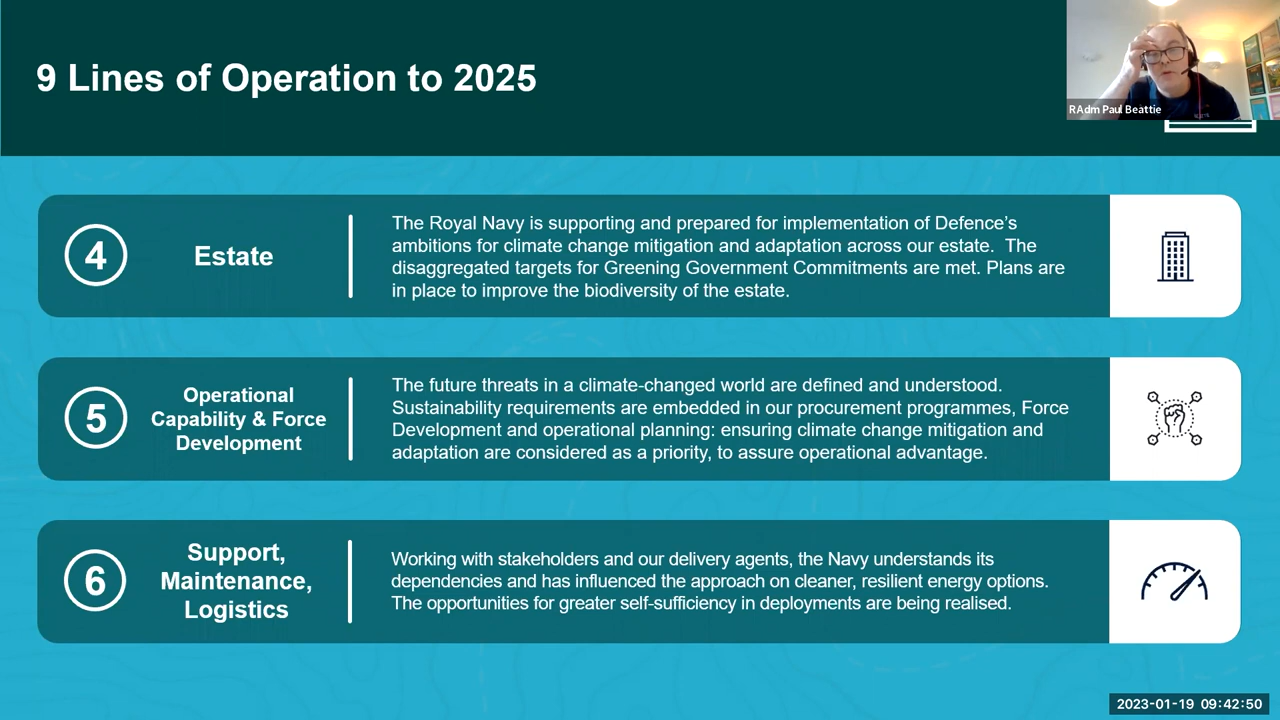 9 Lines of Operation to 2025
RAdm Paul Beattie
4
Estate
The Royal Navy is supporting and prepared for implementation of Defence’s
ambitions for climate change mitigation and adaptation across our estate.  The
disaggregated targets for Greening Government Commitments are met. Plans are
in place to improve the biodiversity of the estate.
5
Operational
Capability & Force
Development
The future threats in a climate-changed world are defined and understood.
Sustainability requirements are embedded in our procurement programmes, Force
Development and operational planning: ensuring climate change mitigation and
adaptation are considered as a priority, to assure operational advantage.
6
Support,
Maintenance,
Logistics
Working with stakeholders and our delivery agents, the Navy understands its
dependencies and has influenced the approach on cleaner, resilient energy options.
The opportunities for greater self-sufficiency in deployments are being realised.
2023-01-19 09:42:50